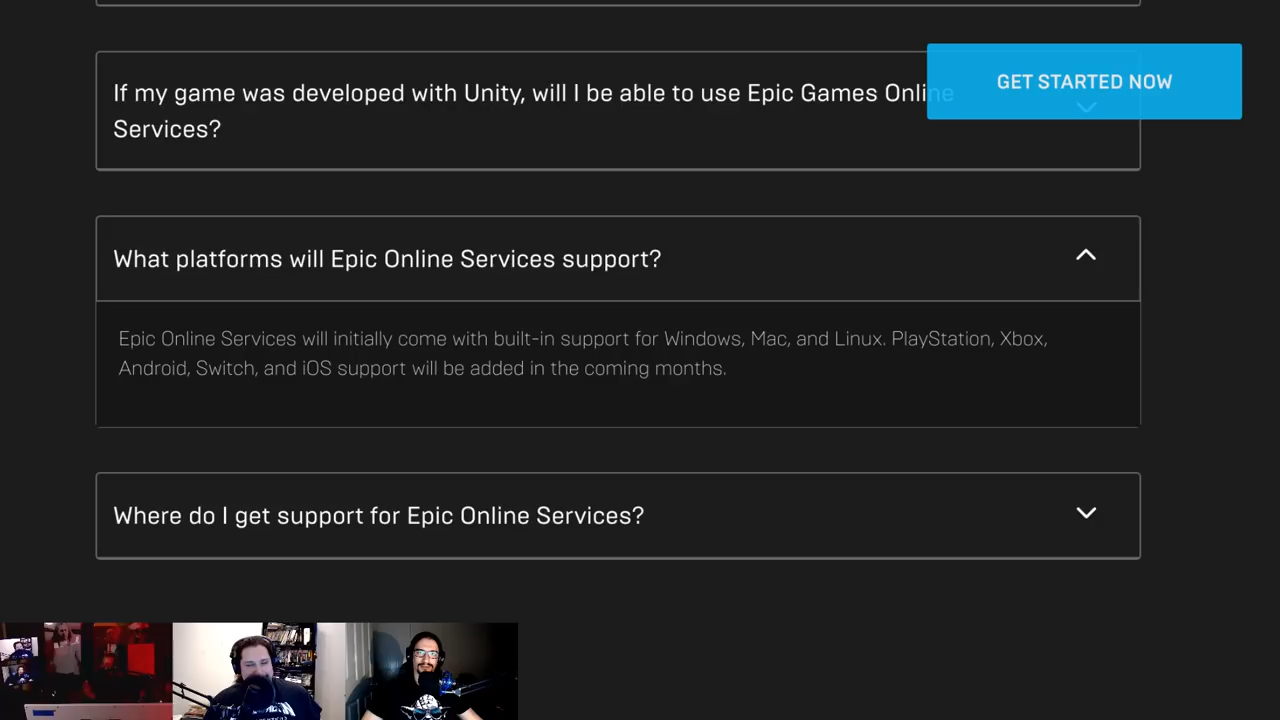 GET STARTED NOW
If my game was developed with Unity, will I be able to use Epic Games Online
Services?
What platforms will Epic Online Services support?
Epic Online Services will initially come with built-in support for Windows, Mac, and Linux. PlayStation, Xbox,
Android, Switch, and iOS support will be added in the coming months.
Where do I get support for Epic Online Services?